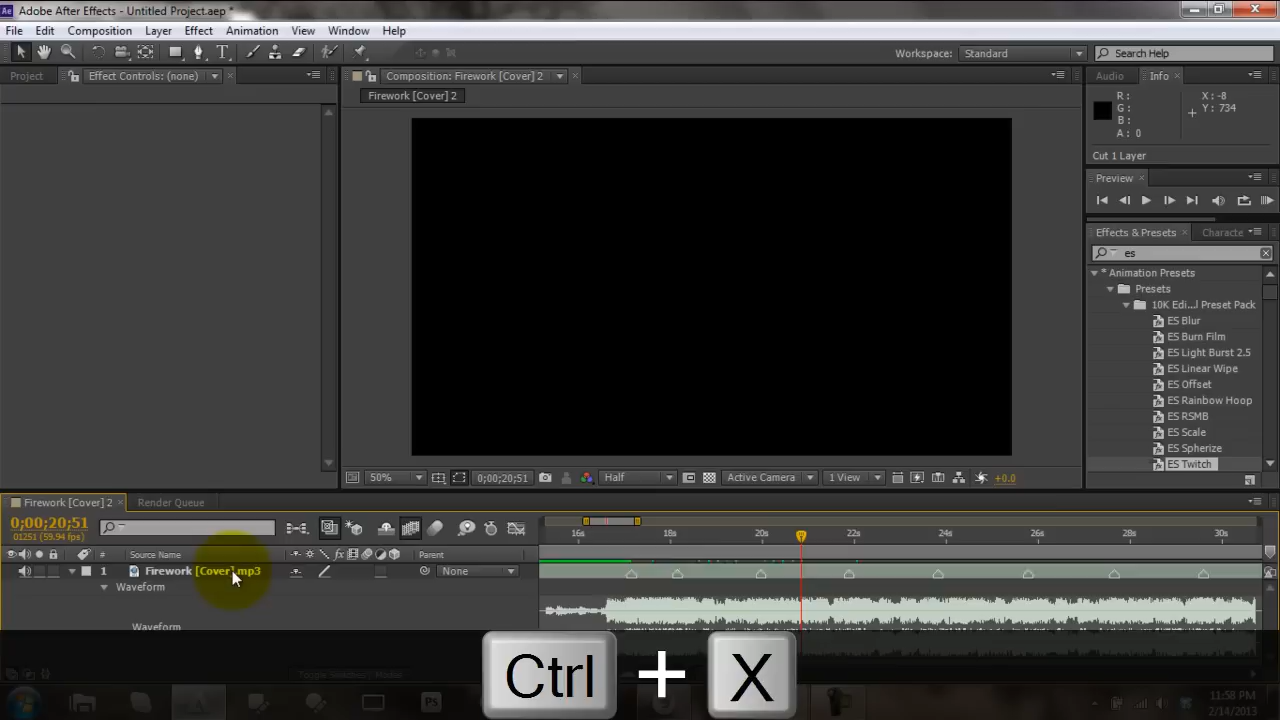 Adobe After Effects - Untitled Project.aep *
File Edit Composition Layer Effect Animation View Window Help
Workspace: Standard Search Help
Project Effect Controls: (none) Composition: Firework [Cover] 2 Audio Info
Firework [Cover] 2
R :
G :
B :
A : 0
X : -8
Y : 734
Cut 1 Layer
Preview
Effects & Presets Characte
es
* Animation Presets
Presets
10K Edi...l Preset Pack
ES Blur
ES Burn Film
ES Light Burst 2.5
ES Linear Wipe
ES Offset
ES Rainbow Hoop
ES RSMB
ES Scale
ES Spherize
ES Twitch
50% 0;00;20;51 Half Active Camera 1 View +0.0
Firework [Cover] 2 Render Queue
0;00;20;51
01251 (59.94 fps)
16s 18s 20s 22s 24s 26s 28s 30s
# Source Name fx Parent
1 Firework [Cover].mp3 None
Waveform
Waveform
Toggle Switches / Modes
Ctrl + X
Ps
11:58 PM
2/14/2013